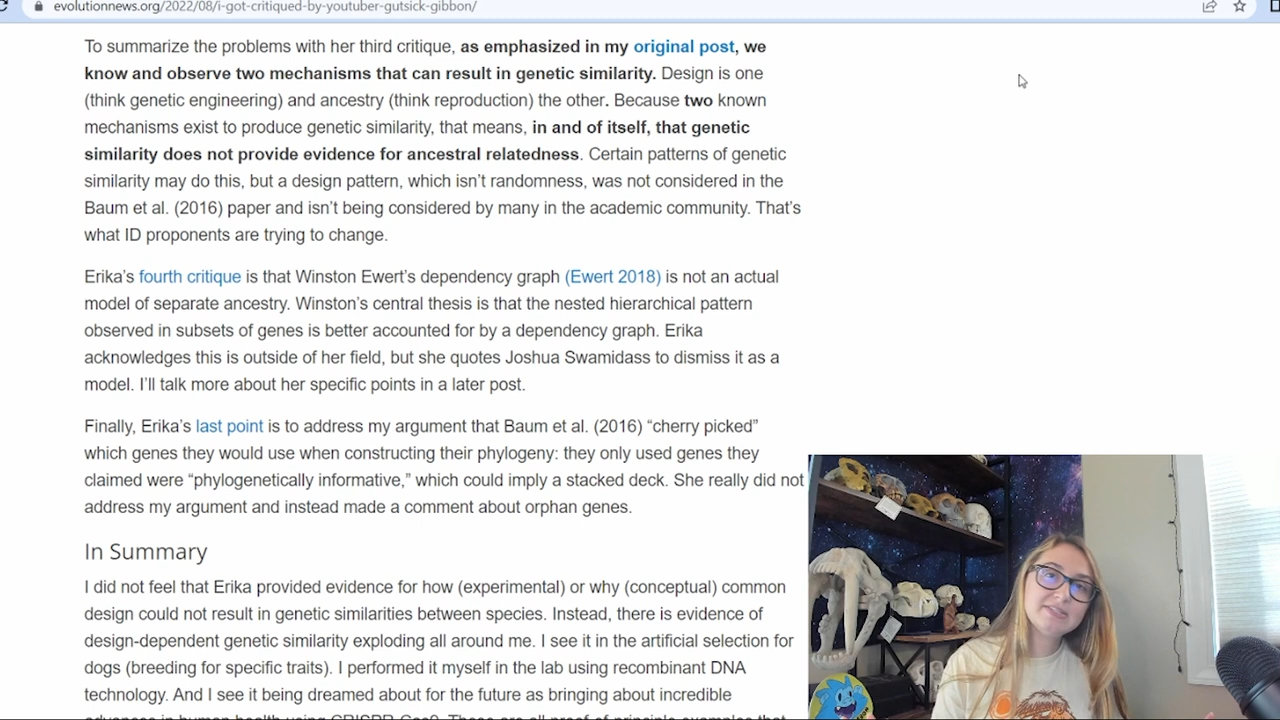 evolutionnews.org/2022/08/i-got-critiqued-by-youtuber-gutsick-gibbon/
To summarize the problems with her third critique, as emphasized in my original post, we
know and observe two mechanisms that can result in genetic similarity. Design is one
(think genetic engineering) and ancestry (think reproduction) the other. Because two known
mechanisms exist to produce genetic similarity, that means, in and of itself, that genetic
similarity does not provide evidence for ancestral relatedness. Certain patterns of genetic
similarity may do this, but a design pattern, which isn’t randomness, was not considered in the
Baum et al. (2016) paper and isn’t being considered by many in the academic community. That’s
what ID proponents are trying to change.
Erika’s fourth critique is that Winston Ewert’s dependency graph (Ewert 2018) is not an actual
model of separate ancestry. Winston’s central thesis is that the nested hierarchical pattern
observed in subsets of genes is better accounted for by a dependency graph. Erika
acknowledges this is outside of her field, but she quotes Joshua Swamidass to dismiss it as a
model. I’ll talk more about her specific points in a later post.
Finally, Erika’s last point is to address my argument that Baum et al. (2016) “cherry picked”
which genes they would use when constructing their phylogeny: they only used genes they
claimed were “phylogenetically informative,” which could imply a stacked deck. She really did not
address my argument and instead made a comment about orphan genes.
In Summary
I did not feel that Erika provided evidence for how (experimental) or why (conceptual) common
design could not result in genetic similarities between species. Instead, there is evidence of
design-dependent genetic similarity exploding all around me. I see it in the artificial selection for
dogs (breeding for specific traits). I performed it myself in the lab using recombinant DNA
technology. And I see it being dreamed about for the future as bringing about incredible